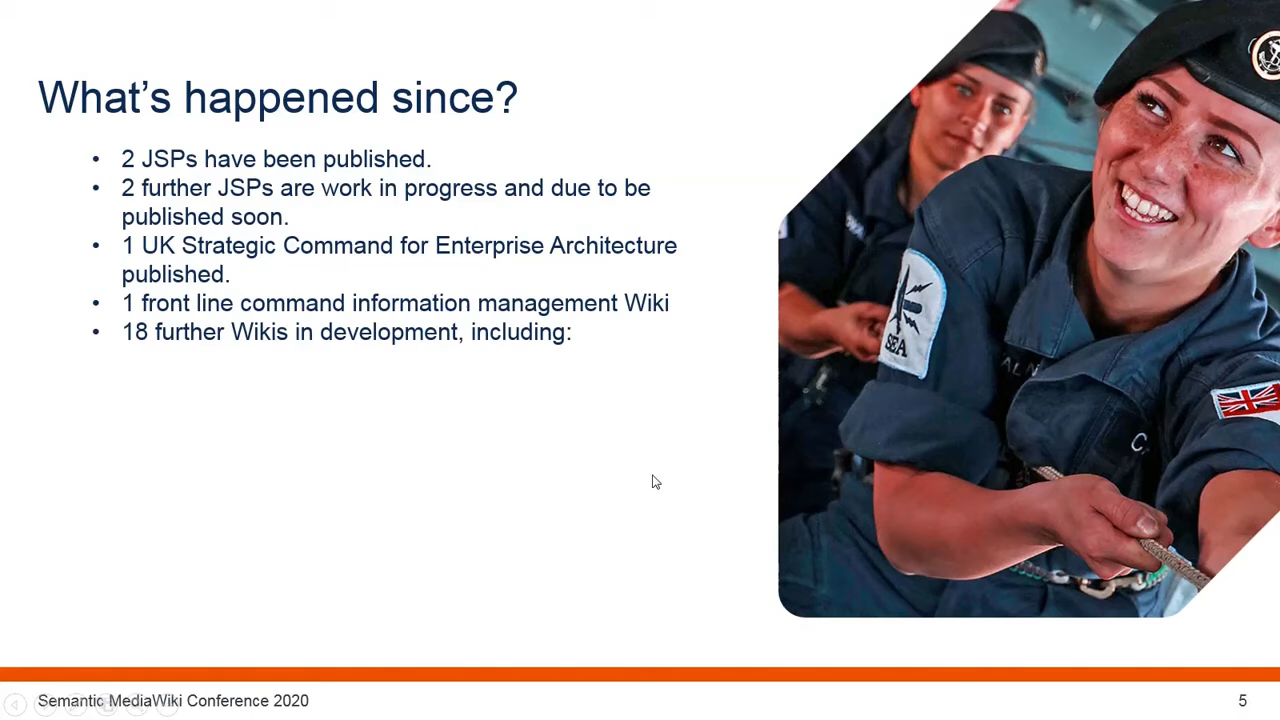 What's happened since?
• 2 JSPs have been published.
• 2 further JSPs are work in progress and due to be
published soon.
• 1 UK Strategic Command for Enterprise Architecture
published.
• 1 front line command information management Wiki
• 18 further Wikis in development, including:
SEA
Semantic MediaWiki Conference 2020
5